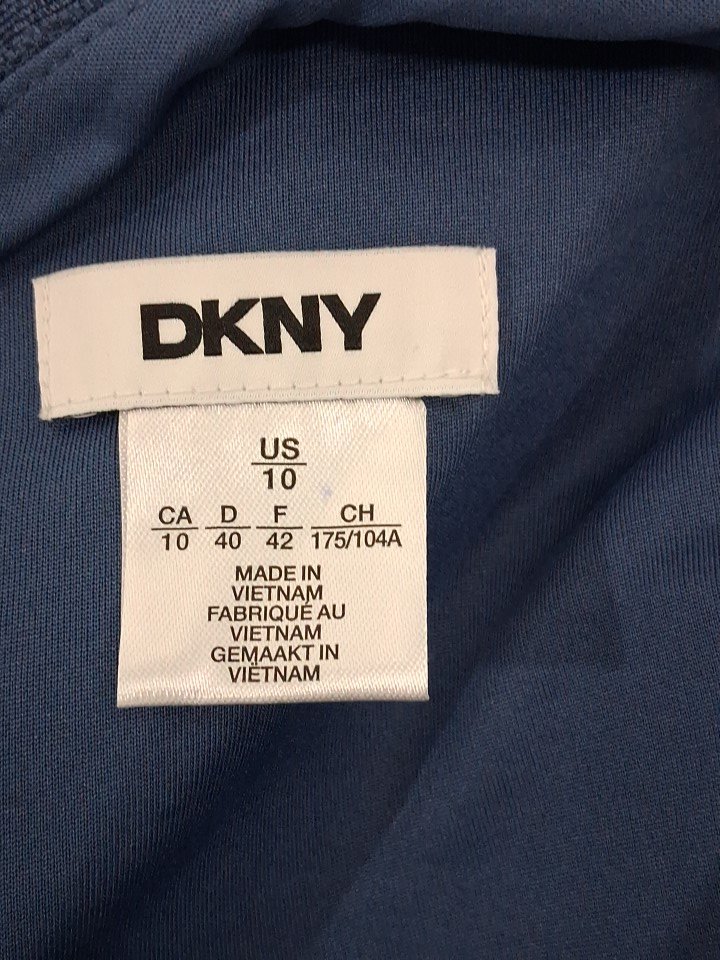 DKNY
US
10
CA D F CH
10 40 42 175/104A
MADE IN
VIETNAM
FABRIQUÉ AU
VIETNAM
GEMAAKT IN
VIËTNAM